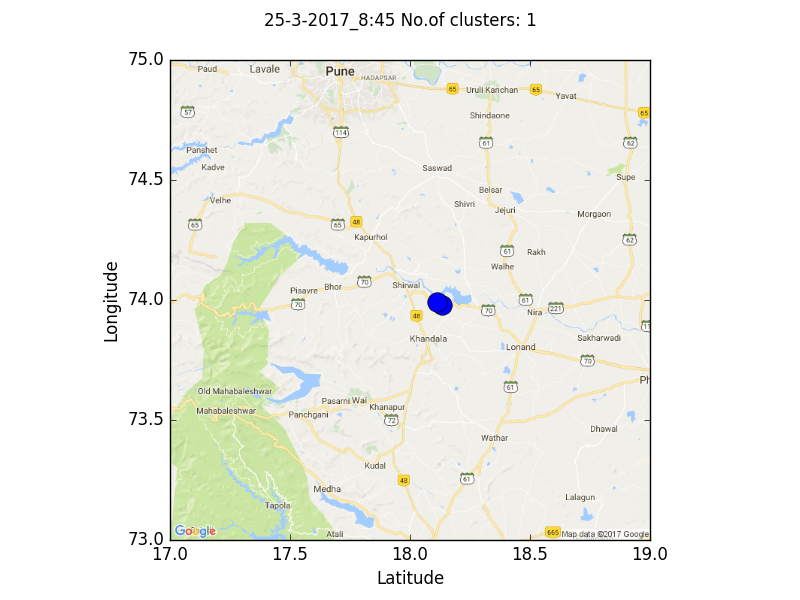 25-3-2017_8:45 No.of clusters: 1
75.0
74.5
74.0
73.5
73.0
Longitude
Paud
Lavale
Pune
HADAPSAR
65
Uruli Kanchan
65
Yavat
57
65
Shindaone
114
61
62
Panshet
Kadve
Saswad
Supe
Velhe
Belsar
Shivri
Jejuri
Morgaon
65
65
48
Kapurhol
62
61
Rakh
Walhe
Pisavre
Bhor
70
Shirwal
70
48
70
61
221
Nira
11
Khandala
Lonand
Sakharwadi
70
Ph
Old Mahabaleshwar
61
Mahabaleshwar
Pasarni
Wai
Khanapur
Panchgani
72
Dhawal
Wathar
Kudal
48
61
Medha
Lalagun
Tapola
Atali
665
Google
Map data ©2017 Google
17.0
17.5
18.0
18.5
19.0
Latitude